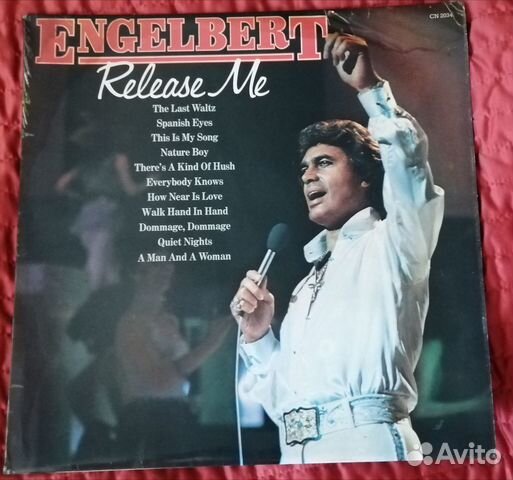 ENGELBERT
CN 2034
Release Me
The Last Waltz
Spanish Eyes
This Is My Song
Nature Boy
There's A Kind Of Hush
Everybody Knows
How Near Is Love
Walk Hand In Hand
Dommage, Dommage
Quiet Nights
A Man And A Woman
Avito